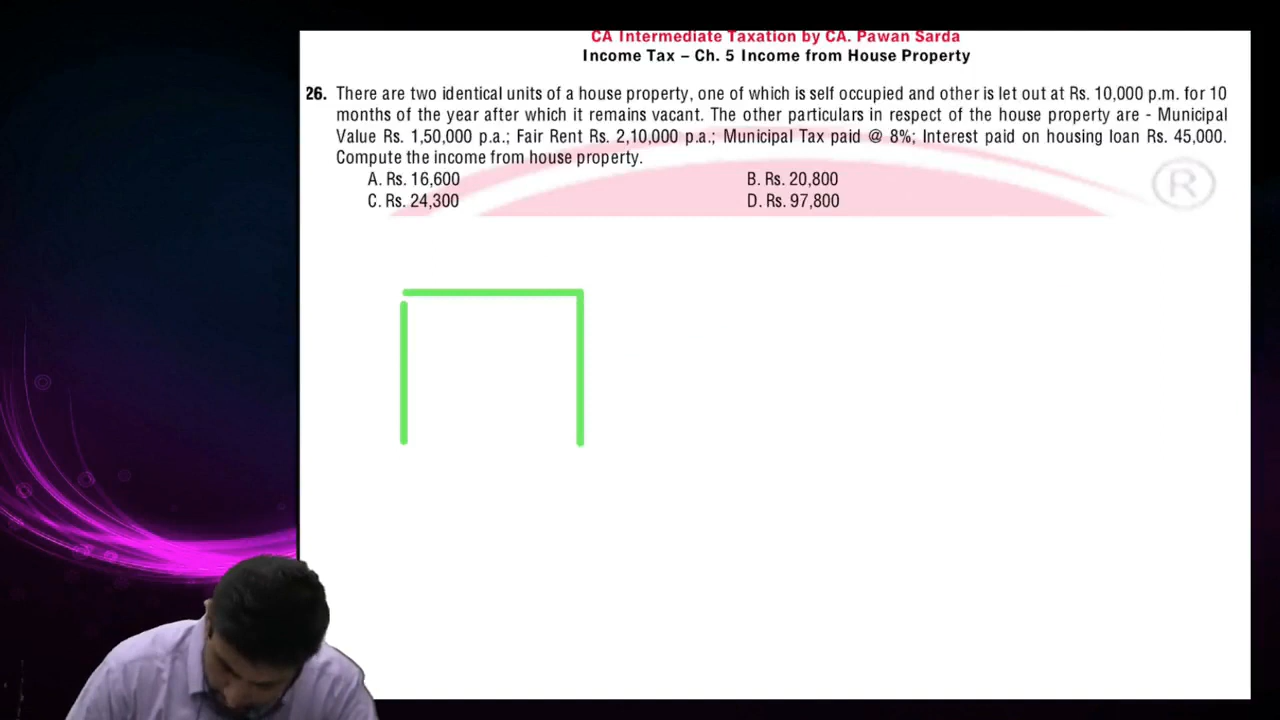 CA Intermediate Taxation by CA. Pawan Sarda
Income Tax – Ch. 5 Income from House Property
26. There are two identical units of a house property, one of which is self occupied and other is let out at Rs. 10,000 p.m. for 10
months of the year after which it remains vacant. The other particulars in respect of the house property are - Municipal
Value Rs. 1,50,000 p.a.; Fair Rent Rs. 2,10,000 p.a.; Municipal Tax paid @ 8%; Interest paid on housing loan Rs. 45,000.
Compute the income from house property.
A. Rs. 16,600 B. Rs. 20,800
C. Rs. 24,300 D. Rs. 97,800
®